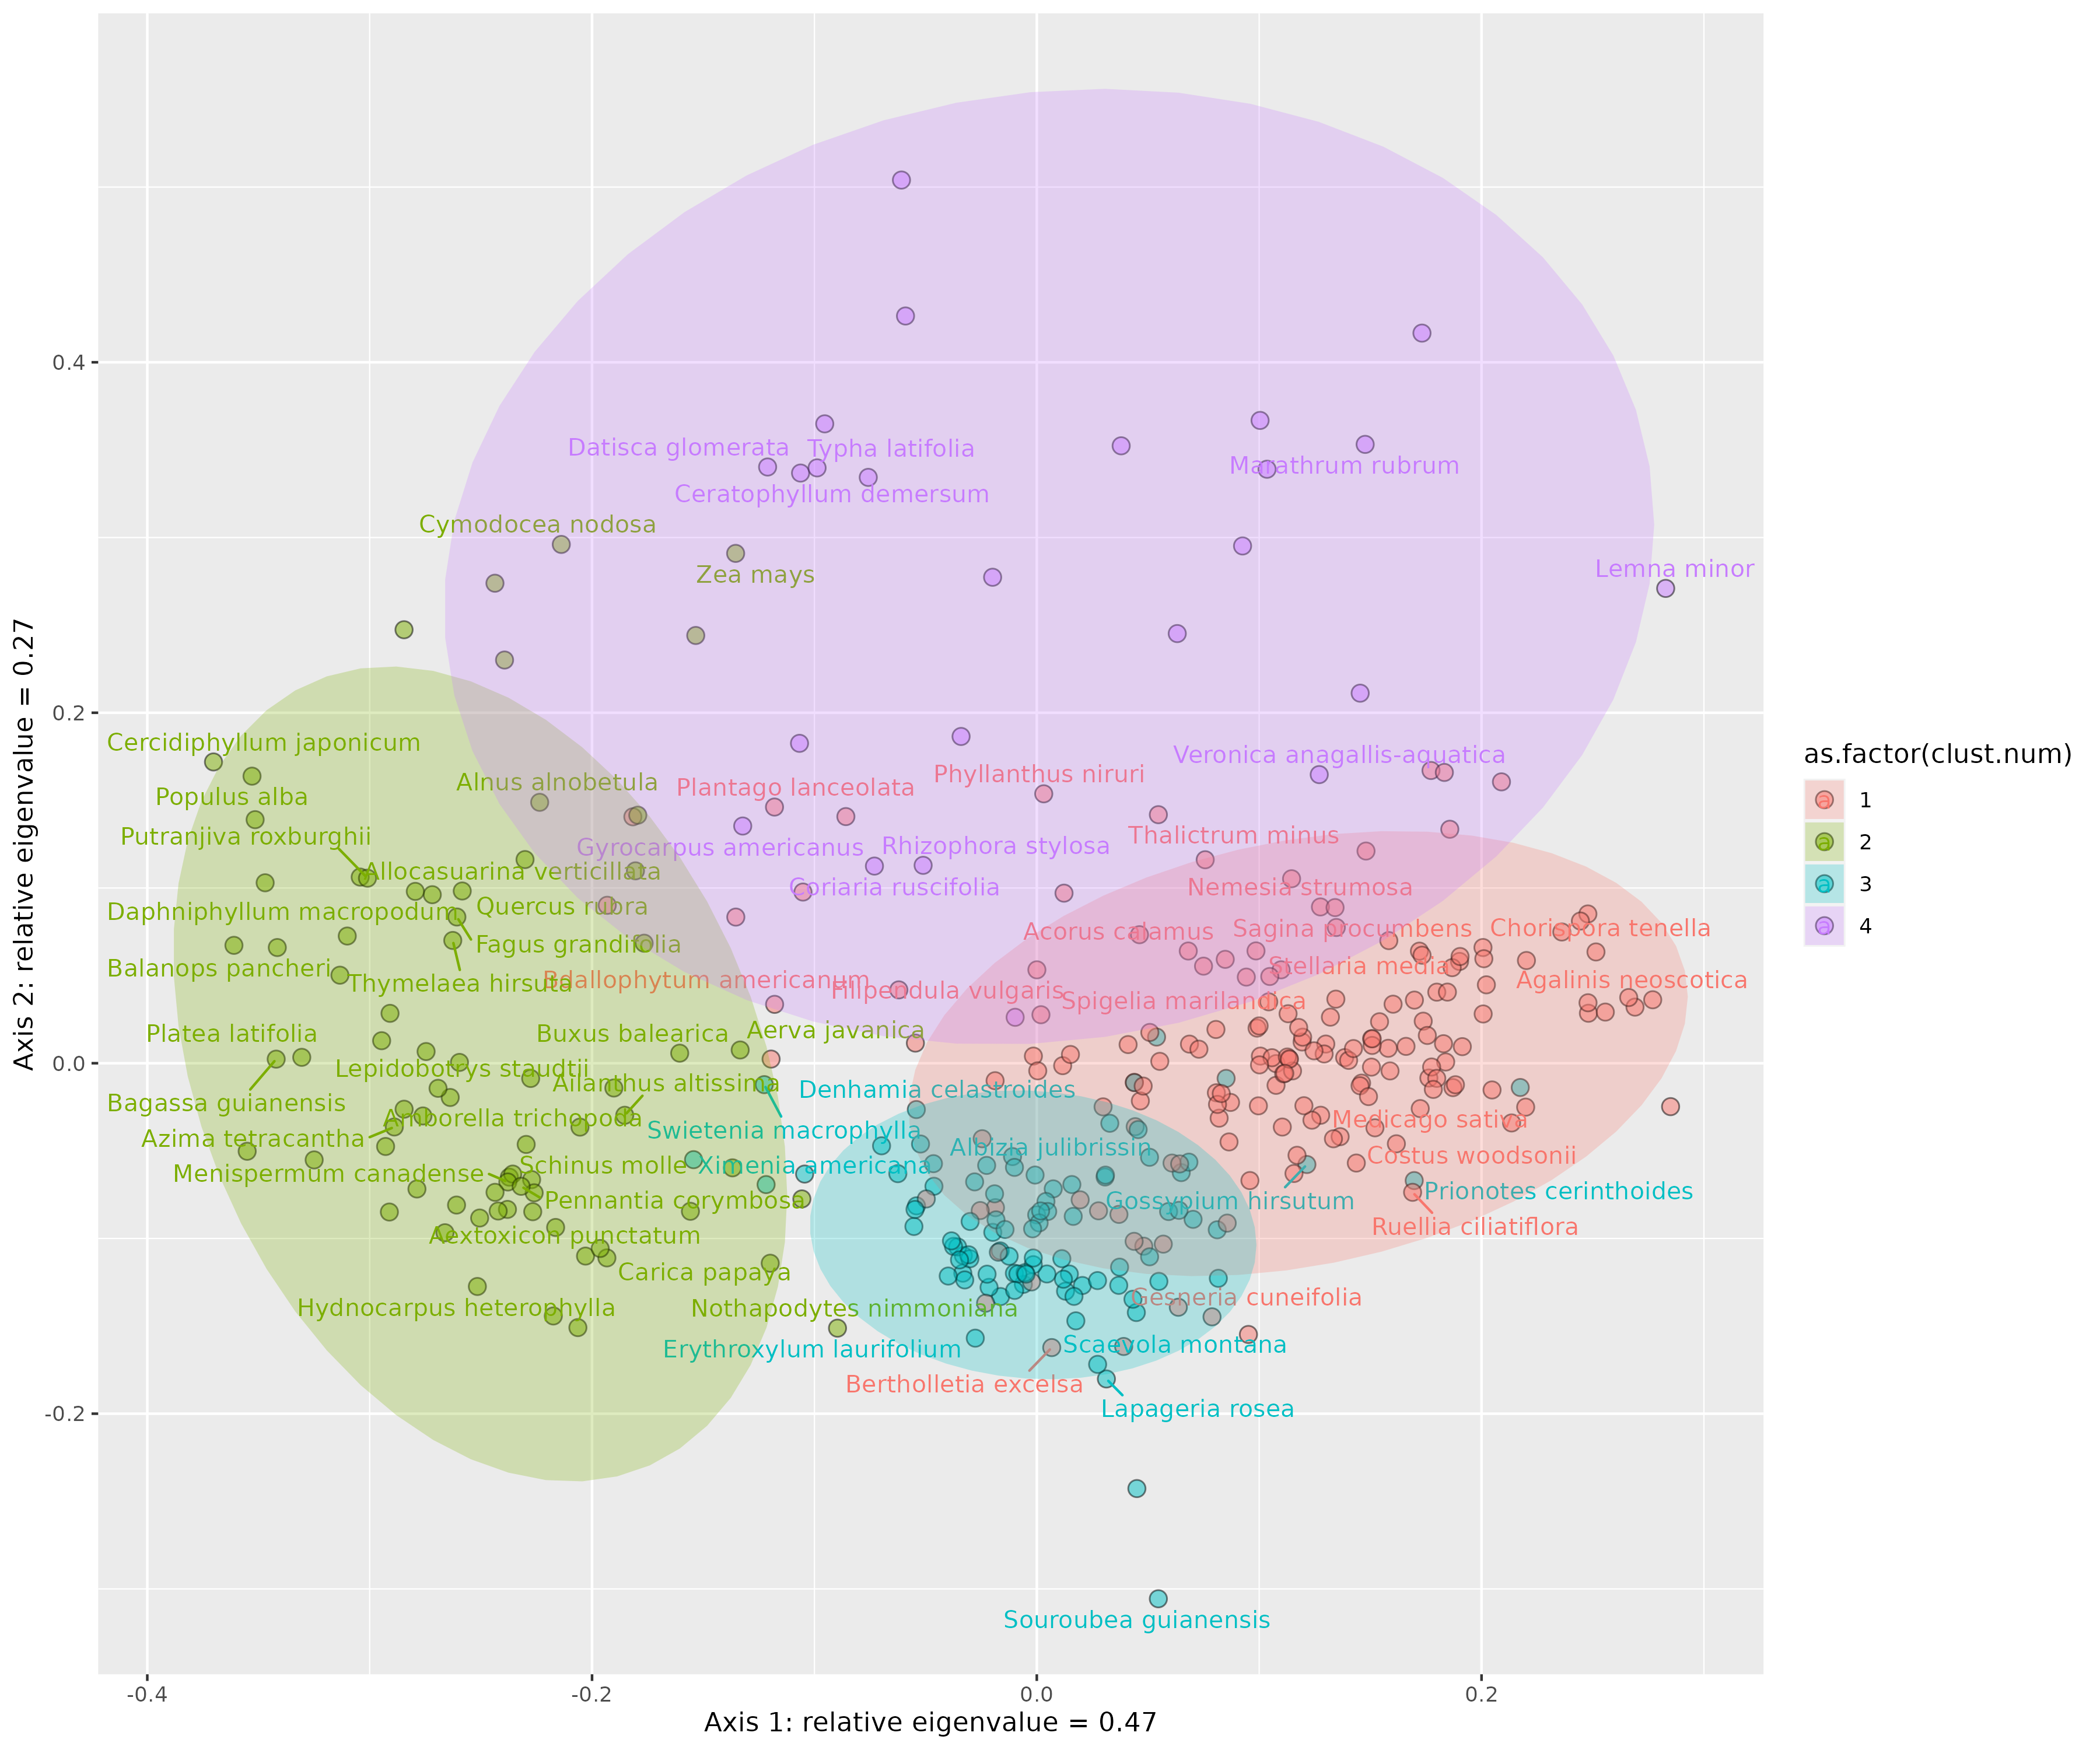 Datisca glomerata
Typha latifolia
Marathrum rubrum
Ceratophyllum demersum
Cymodocea nodosa
0.4
Zea mays
Lemna minor
0.2
Cercidiphyllum japonicum
Veronica anagallis-aquatica
Phyllanthus niruri
Alnus alnobetula
Plantago lanceolata
Populus alba
Putranjiva roxburghii
Thalictrum minus
Gyrocarpus americanus
Rhizophora stylosa
Allocasuarina verticillata
Coriaria ruscifolia
Nemesia strumosa
Daphniphyllum macropodum
Quercus rubra
Acorus calamus
Sagina procumbens
Chorispora tenella
Fagus grandifolia
Balanops pancheri
Thymelaea hirsuta
Bdallophytum americanum
Filipendula vulgaris
Stellaria media
Agalinis neoscotica
Spigelia marilandica
Platea latifolia
Buxus balearica
Aerva javanica
0.0
Lepidobotrys staudtii
Ailanthus altissima
Denhamia celastroides
Bagassa guianensis
Amborella trichopoda
Medicago sativa
Azima tetracantha
Swietenia macrophylla
Albizia julibrissin
Costus woodsonii
Menispermum canadense
Schinus molle
Ximenia americana
Prionotes cerinthoides
Pennantia corymbosa
Gossypium hirsutum
Ruellia ciliatiflora
Aextoxicon punctatum
Carica papaya
Gesneria cuneifolia
Hydnocarpus heterophylla
Nothapodytes nimmoniana
Erythroxylum laurifolium
Scaevola montana
Bertholletia excelsa
Lapageria rosea
-0.2
Souroubea guianensis
-0.4
-0.2
0.0
0.2
Axis 1: relative eigenvalue = 0.47
Axis 2: relative eigenvalue = 0.27
as.factor(clust.num)
a 1
a 2
a 3
a 4